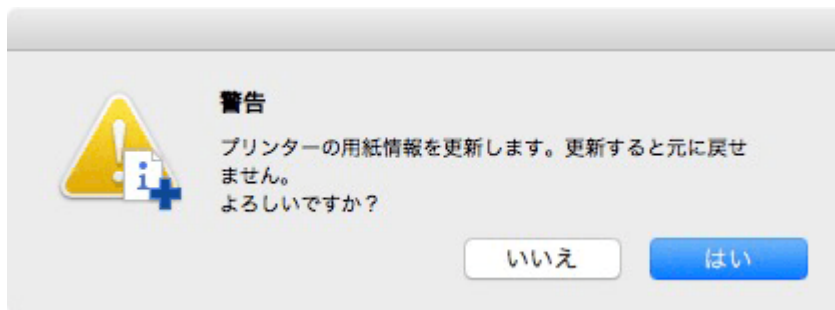 警告
プリンターの用紙情報を更新します。更新すると元に戻せ
ません。
よろしいですか？
いいえ
はい